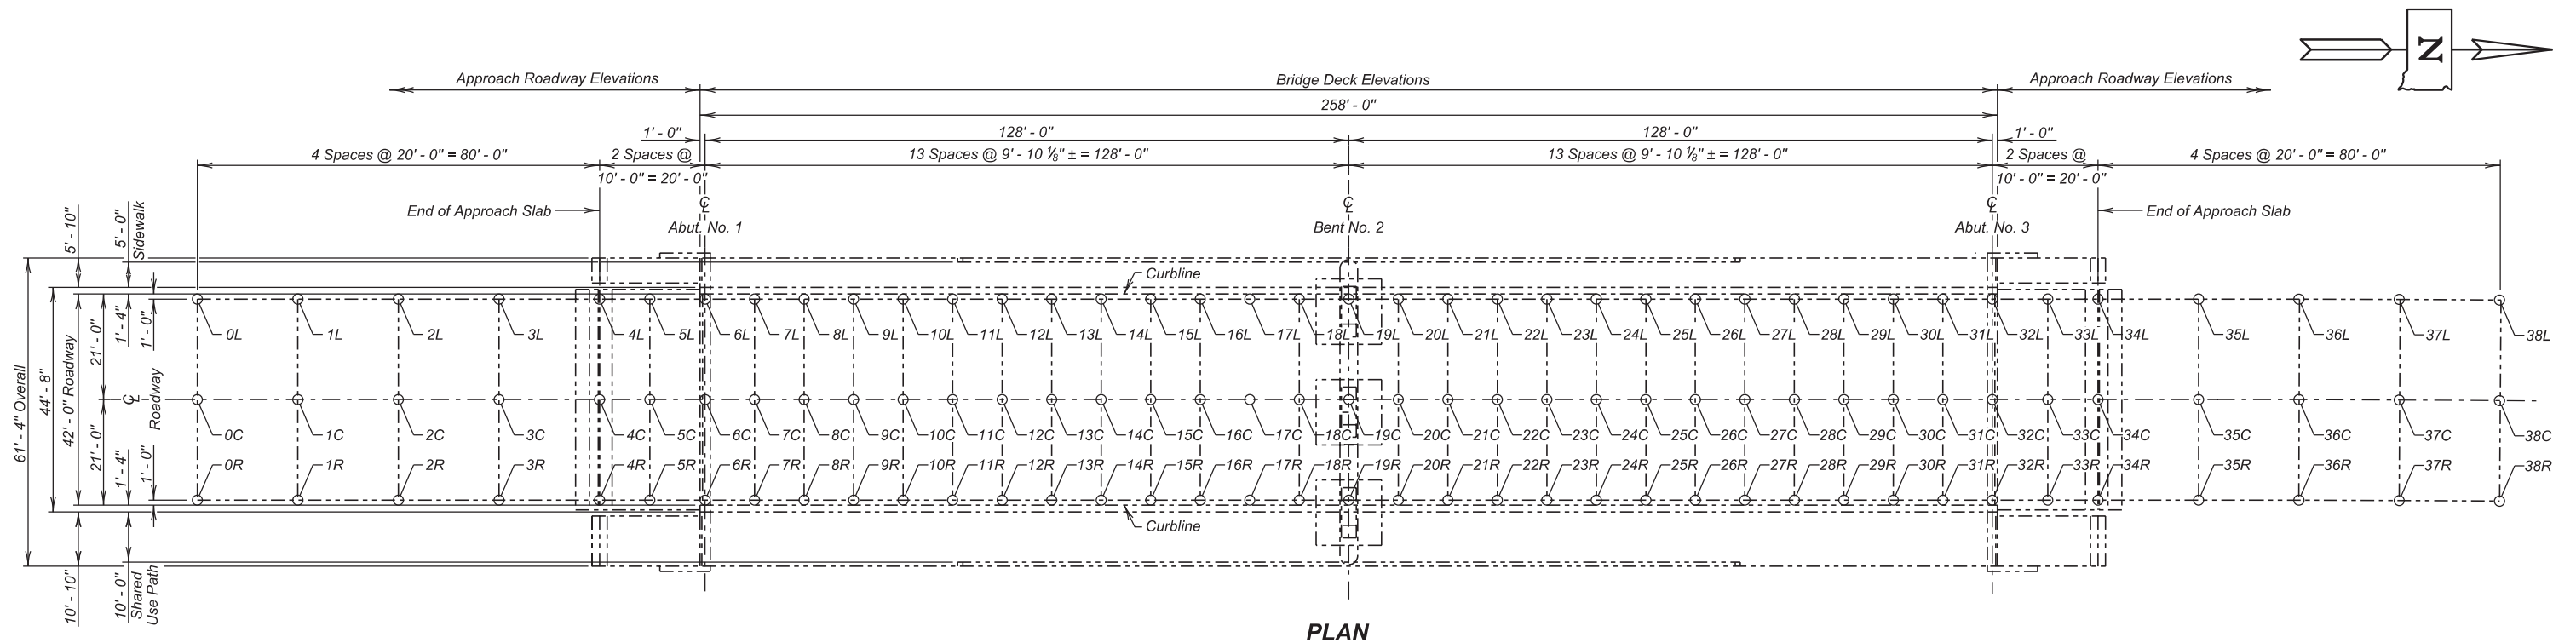 N
Approach Roadway Elevations
Bridge Deck Elevations
Approach Roadway Elevations
258' - 0"
1' - 0"
128' - 0"
128' - 0"
1' - 0"
4 Spaces @ 20' - 0" = 80' - 0"
2 Spaces @
10' - 0" = 20' - 0"
13 Spaces @ 9' - 10 ⅛" ± = 128' - 0"
13 Spaces @ 9' - 10 ⅛" ± = 128' - 0"
2 Spaces @
10' - 0" = 20' - 0"
4 Spaces @ 20' - 0" = 80' - 0"
End of Approach Slab
℄
Abut. No. 1
℄
Bent No. 2
℄
Abut. No. 3
End of Approach Slab
5' - 10"
5' - 0"
Sidewalk
Curbline
61' - 4" Overall
44' - 8"
42' - 0" Roadway
21' - 0"
1' - 4"
1' - 0"
℄
Roadway
21' - 0"
1' - 4"
1' - 0"
10' - 10"
10' - 0"
Shared
Use Path
0L 1L 2L 3L 4L 5L 6L 7L 8L 9L 10L 11L 12L 13L 14L 15L 16L 17L 18L 19L 20L 21L 22L 23L 24L 25L 26L 27L 28L 29L 30L 31L 32L 33L 34L 35L 36L 37L 38L
0C 1C 2C 3C 4C 5C 6C 7C 8C 9C 10C 11C 12C 13C 14C 15C 16C 17C 18C 19C 20C 21C 22C 23C 24C 25C 26C 27C 28C 29C 30C 31C 32C 33C 34C 35C 36C 37C 38C
0R 1R 2R 3R 4R 5R 6R 7R 8R 9R 10R 11R 12R 13R 14R 15R 16R 17R 18R 19R 20R 21R 22R 23R 24R 25R 26R 27R 28R 29R 30R 31R 32R 33R 34R 35R 36R 37R 38R
Curbline
PLAN